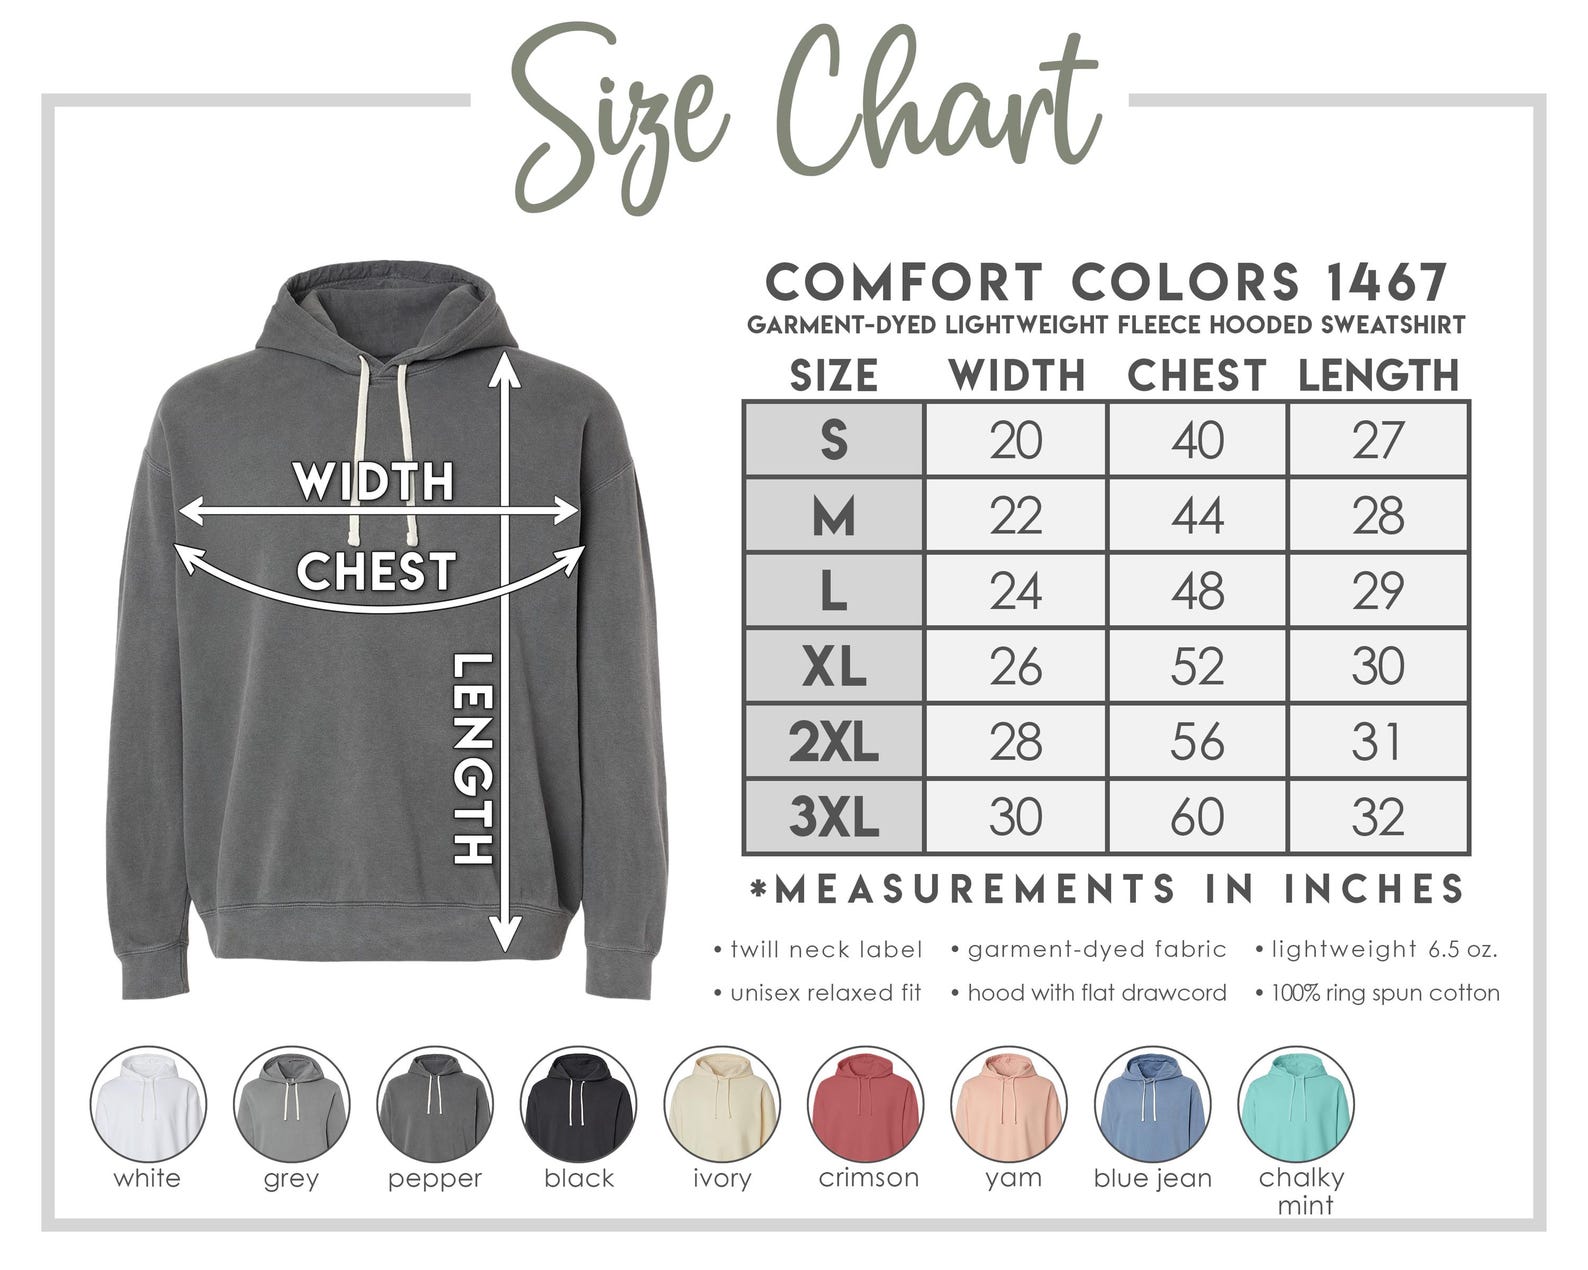 Size Chart
COMFORT COLORS 1467
GARMENT-DYED LIGHTWEIGHT FLEECE HOODED SWEATSHIRT
SIZE WIDTH CHEST LENGTH
S 20 40 27
M 22 44 28
L 24 48 29
XL 26 52 30
2XL 28 56 31
3XL 30 60 32
*MEASUREMENTS IN INCHES
• twill neck label • garment-dyed fabric • lightweight 6.5 oz.
• unisex relaxed fit • hood with flat drawcord • 100% ring spun cotton
WIDTH
CHEST
LENGTH
white grey pepper black ivory crimson yam blue jean chalky
mint